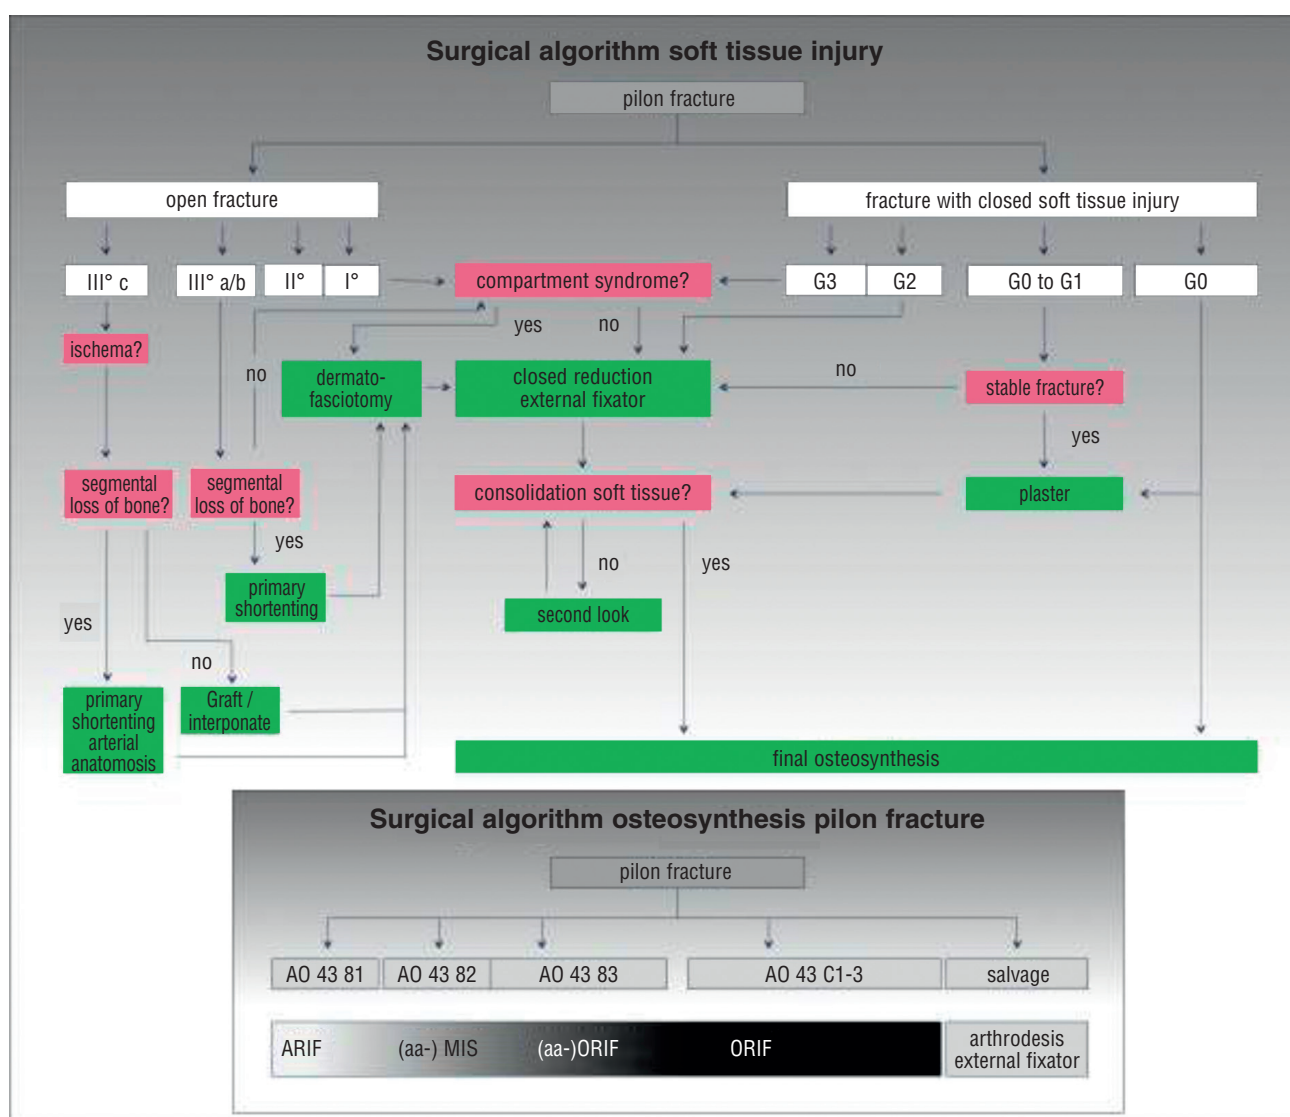 Surgical algorithm soft tissue injury
pilon fracture
open fracture
fracture with closed soft tissue injury
III° c
III° a/b
II°
I°
compartment syndrome?
G3
G2
G0 to G1
G0
ischema?
yes
no
no
dermato-
fasciotomy
closed reduction
external fixator
no
stable fracture?
yes
segmental
loss of bone?
segmental
loss of bone?
consolidation soft tissue?
plaster
yes
no
yes
primary
shortenting
second look
yes
no
primary
shortenting
arterial
anatomosis
Graft /
interponate
final osteosynthesis
Surgical algorithm osteosynthesis pilon fracture
pilon fracture
AO 43 81
AO 43 82
AO 43 83
AO 43 C1-3
salvage
ARIF
(aa-) MIS
(aa-)ORIF
ORIF
arthrodesis
external fixator